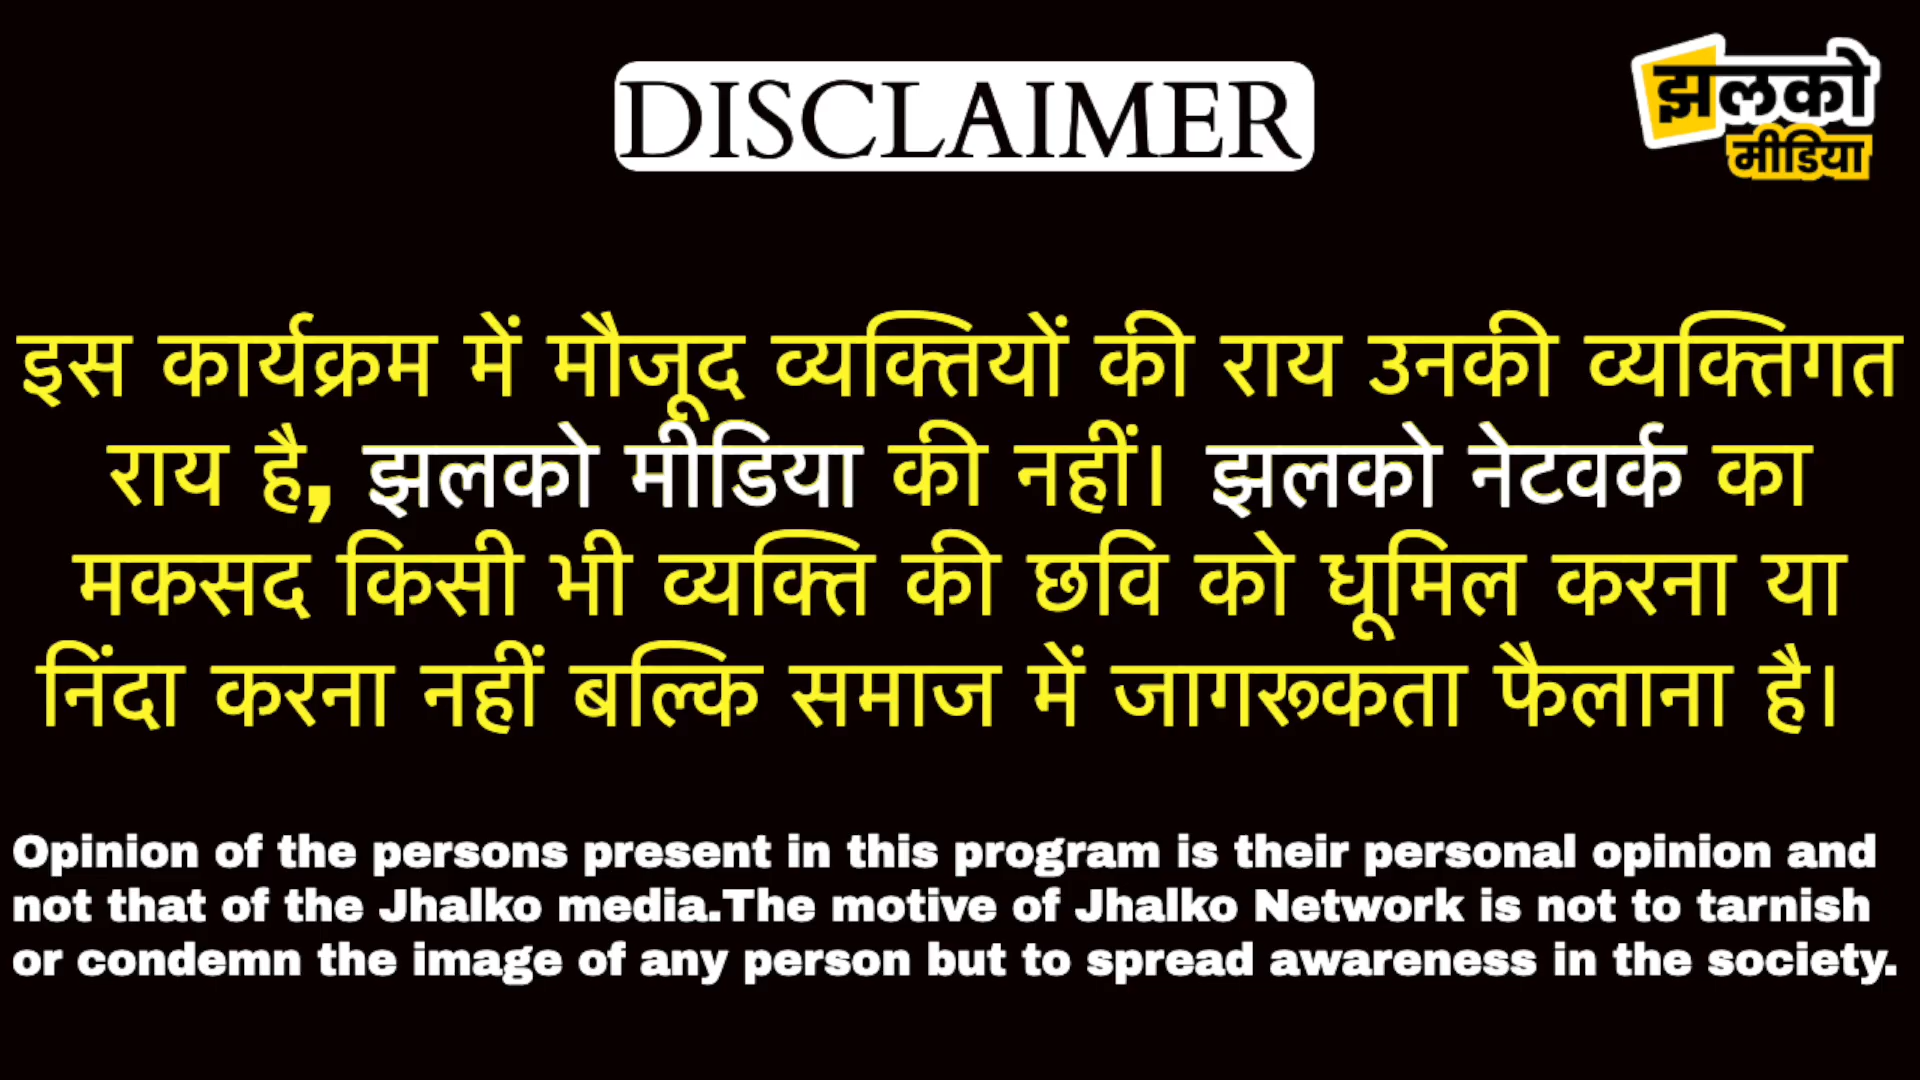 DISCLAIMER
झलको
मीडिया
इस कार्यक्रम में मौजूद व्यक्तियों की राय उनकी व्यक्तिगत
राय है, झलको मीडिया की नहीं। झलको नेटवर्क का
मकसद किसी भी व्यक्ति की छवि को धूमिल करना या
निंदा करना नहीं बल्कि समाज में जागरूकता फैलाना है।
Opinion of the persons present in this program is their personal opinion and
not that of the Jhalko media.The motive of Jhalko Network is not to tarnish
or condemn the image of any person but to spread awareness in the society.